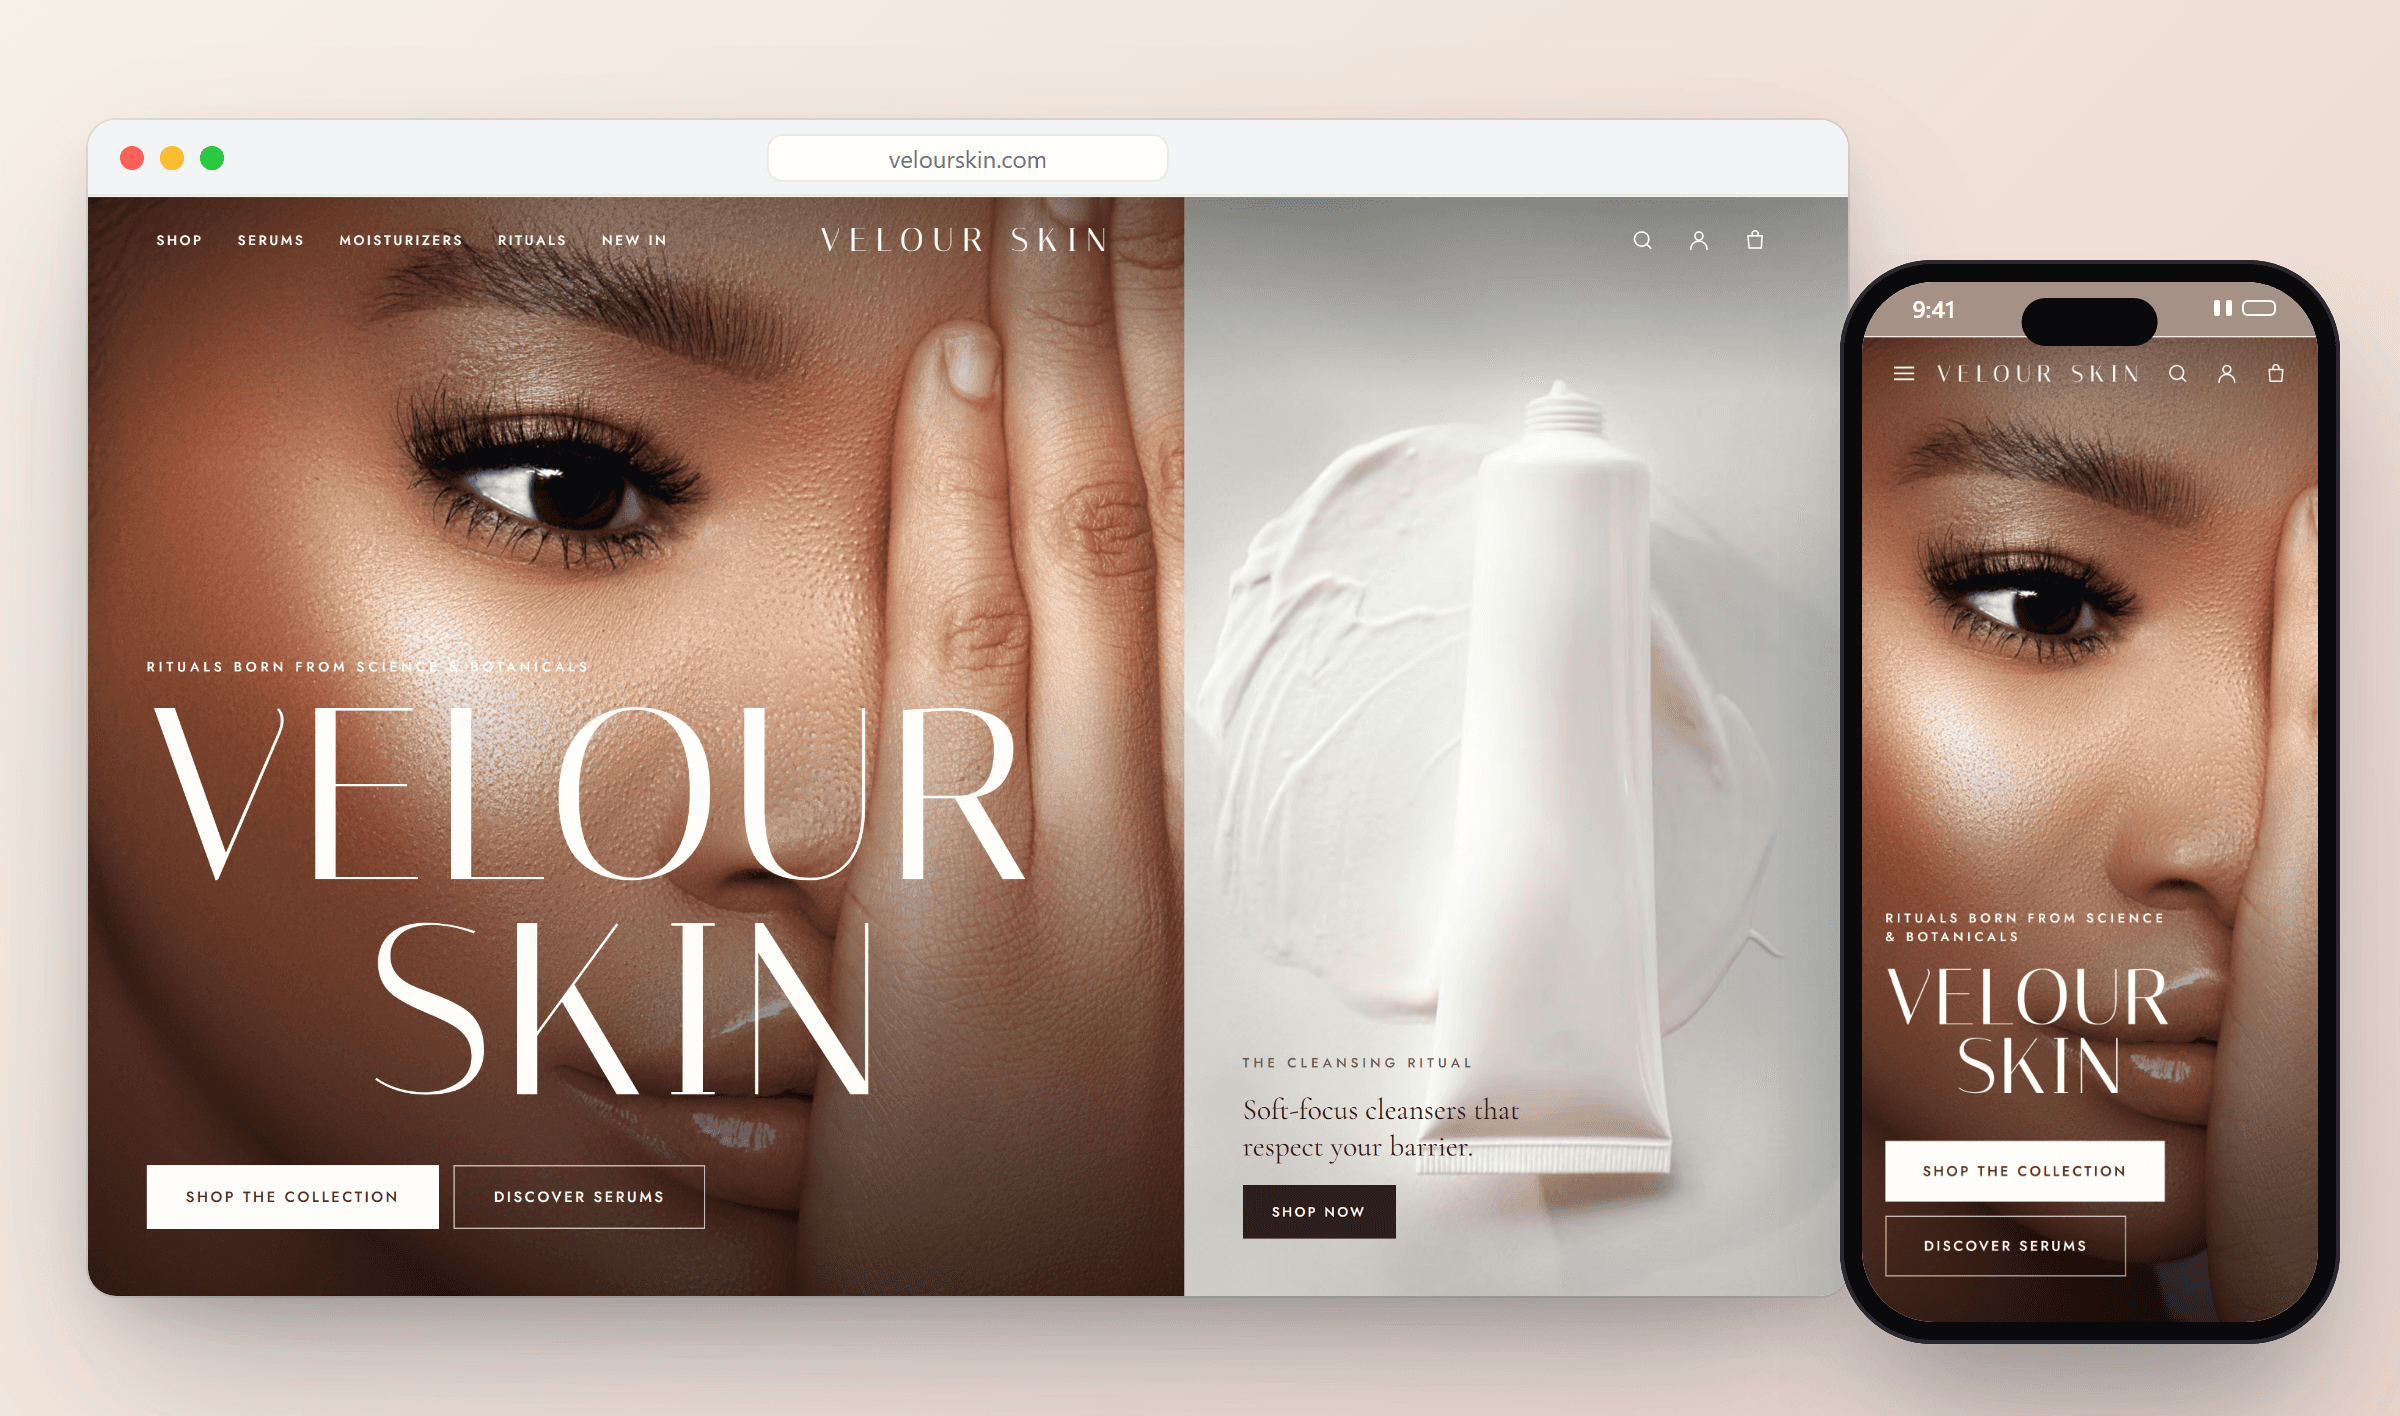 velourskin.com
SHOP SERUMS MOISTURIZERS RITUALS NEW IN VELOUR SKIN
RITUALS BORN FROM SCIENCE & BOTANICALS
VELOUR
SKIN
SHOP THE COLLECTION DISCOVER SERUMS
THE CLEANSING RITUAL
Soft-focus cleansers that
respect your barrier.
SHOP NOW
9:41
VELOUR SKIN
RITUALS BORN FROM SCIENCE
& BOTANICALS
VELOUR
SKIN
SHOP THE COLLECTION
DISCOVER SERUMS